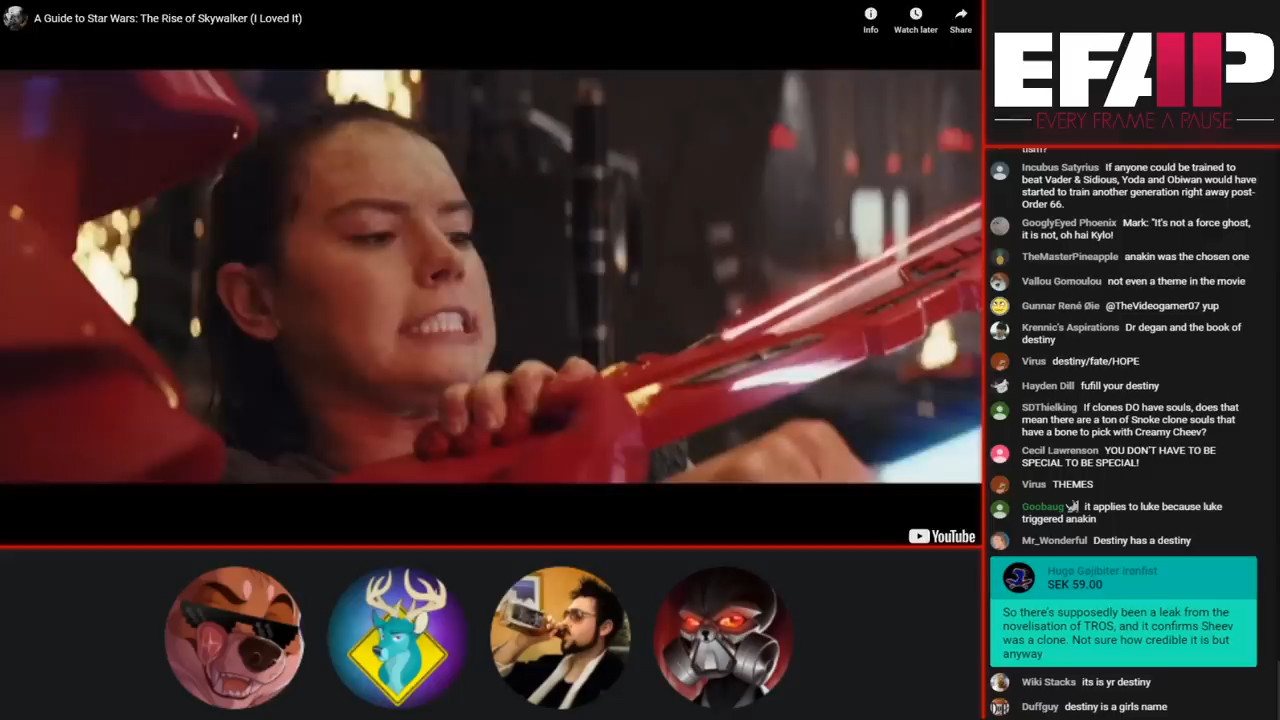 A Guide to Star Wars: The Rise of Skywalker (I Loved It)
Info
Watch later
Share
YouTube
EFAP
EVERY FRAME A PAUSE
Incubus Satyrius If anyone could be trained to
beat Vader & Sidious, Yoda and Obiwan would have
started to train another generation right away post-
Order 66.
GooglyEyed Phoenix Mark: "It's not a force ghost,
it is not, oh hai Kylo!
TheMasterPineapple anakin was the chosen one
Vallou Gomoulou not even a theme in the movie
Gunnar René Øie @TheVideogamer07 yup
Krennic's Aspirations Dr degan and the book of
destiny
Virus destiny/fate/HOPE
Hayden Dill fufill your destiny
SDThielking If clones DO have souls, does that
mean there are a ton of Snoke clone souls that
have a bone to pick with Creamy Cheev?
Cecil Lawrenson YOU DON'T HAVE TO BE
SPECIAL TO BE SPECIAL!
Virus THEMES
Goobaug it applies to luke because luke
triggered anakin
Mr_Wonderful Destiny has a destiny
Hugø Gøjibiter Irønfist
SEK 59.00
So there's supposedly been a leak from the
novelisation of TROS, and it confirms Sheev
was a clone. Not sure how credible it is but
anyway
Wiki Stacks its is yr destiny
Duffguy destiny is a girls name